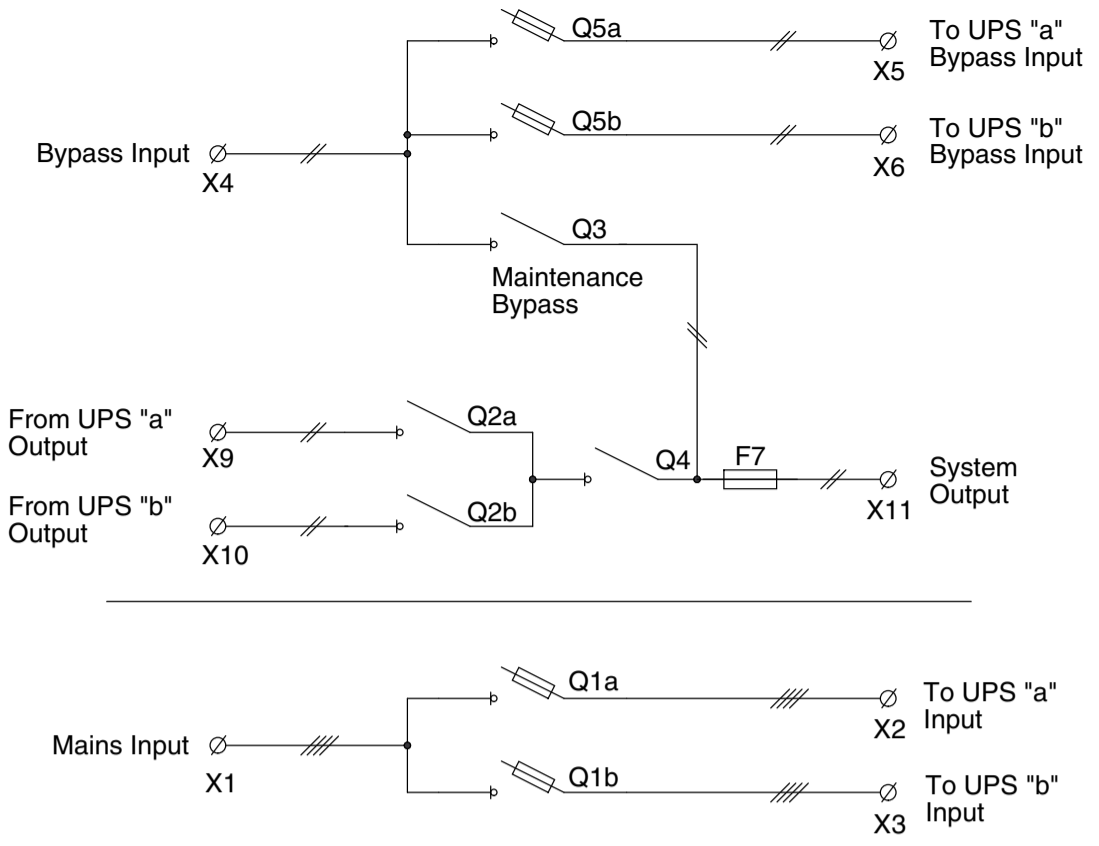 Q5a
To UPS "a"
Bypass Input
X5
Q5b
To UPS "b"
Bypass Input
X6
Bypass Input
X4
Q3
Maintenance
Bypass
From UPS "a"
Output
X9
Q2a
Q4
F7
System
Output
X11
From UPS "b"
Output
X10
Q2b
Q1a
To UPS "a"
Input
X2
Mains Input
X1
Q1b
To UPS "b"
Input
X3